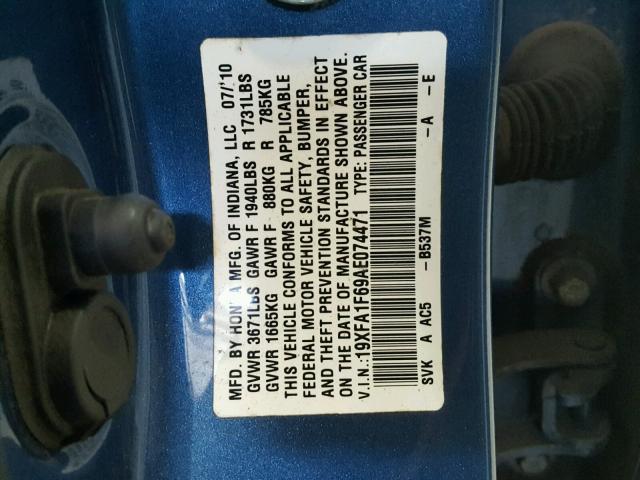 MFD. BY HONDA MFG. OF INDIANA, LLC 07/'10
GVWR 3671LBS GAWR F 1940LBS R 1731LBS
GVWR 1665KG GAWR F 880KG R 785KG
THIS VEHICLE CONFORMS TO ALL APPLICABLE
FEDERAL MOTOR VEHICLE SAFETY, BUMPER,
AND THEFT PREVENTION STANDARDS IN EFFECT
ON THE DATE OF MANUFACTURE SHOWN ABOVE.
V.I.N.:19XFA1F69AE074471 TYPE: PASSENGER CAR
SVK A AC5 -B537M -A -E